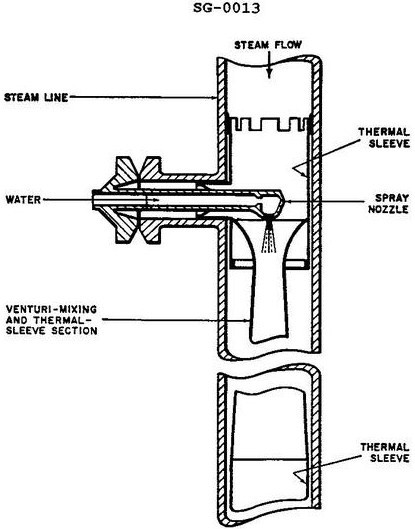 SG-0013
STEAM FLOW
STEAM LINE
THERMAL
SLEEVE
WATER
SPRAY
NOZZLE
VENTURI-MIXING
AND THERMAL-
SLEEVE SECTION
THERMAL
SLEEVE